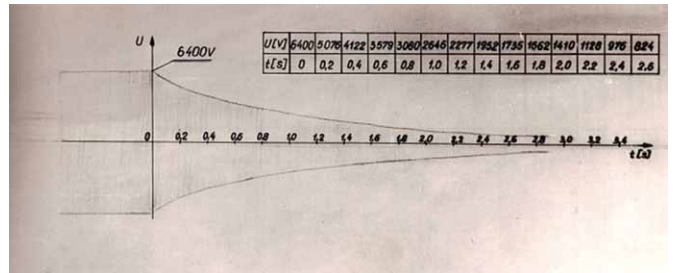 U
6400V
U[V] 6400 5076 4122 3579 3080 2646 2277 1952 1735 1410 1128 976 824
t[s] 0 0,2 0,4 0,6 0,8 1.0 1,2 1,4 1,6 1,8 2,0 2.2 2,4 2.6
0 0,2 0,4 0,6 0,8 1,0 1,2 1,4 1,6 1,8 2,0 2,2 2,4 2,6 2,8 3,0 3,2 3,4
t[s]